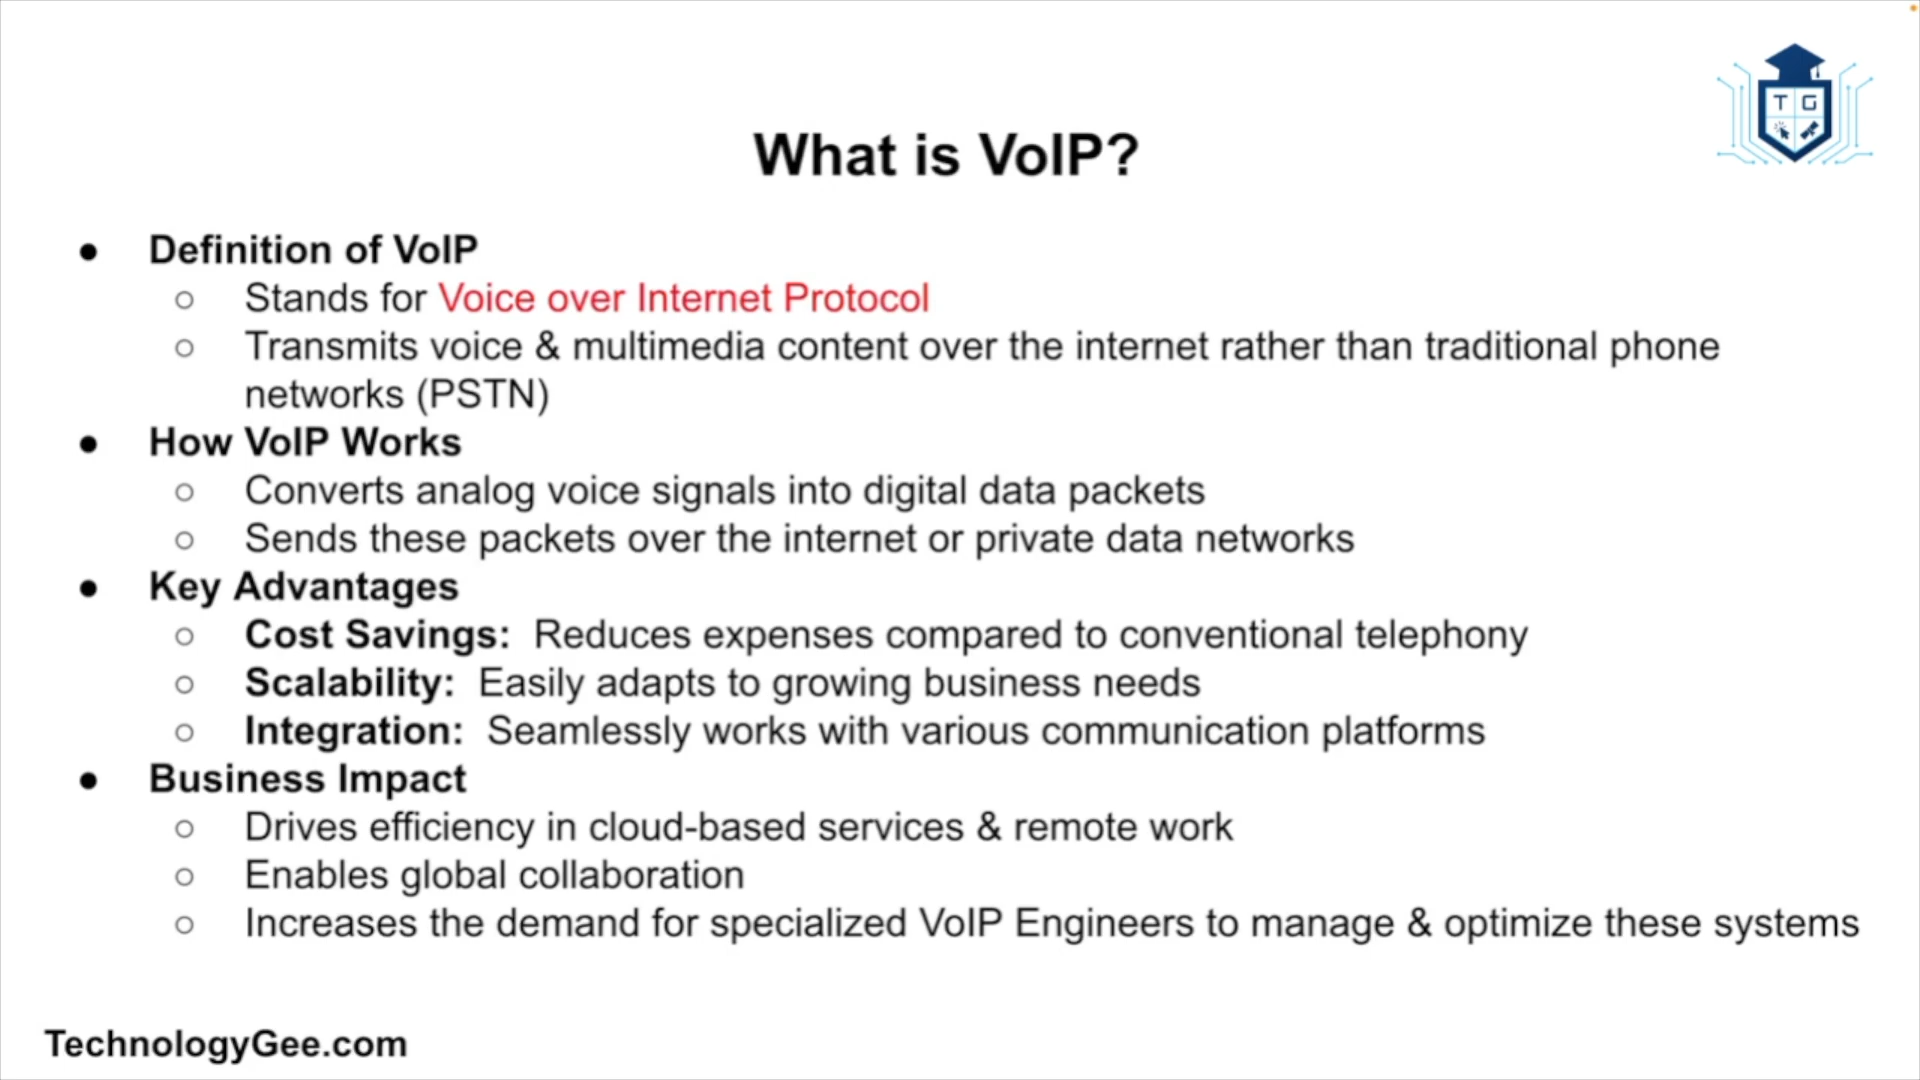 T G
What is VoIP?
● Definition of VoIP
○ Stands for Voice over Internet Protocol
○ Transmits voice & multimedia content over the internet rather than traditional phone
networks (PSTN)
● How VoIP Works
○ Converts analog voice signals into digital data packets
○ Sends these packets over the internet or private data networks
● Key Advantages
○ Cost Savings: Reduces expenses compared to conventional telephony
○ Scalability: Easily adapts to growing business needs
○ Integration: Seamlessly works with various communication platforms
● Business Impact
○ Drives efficiency in cloud-based services & remote work
○ Enables global collaboration
○ Increases the demand for specialized VoIP Engineers to manage & optimize these systems
TechnologyGee.com